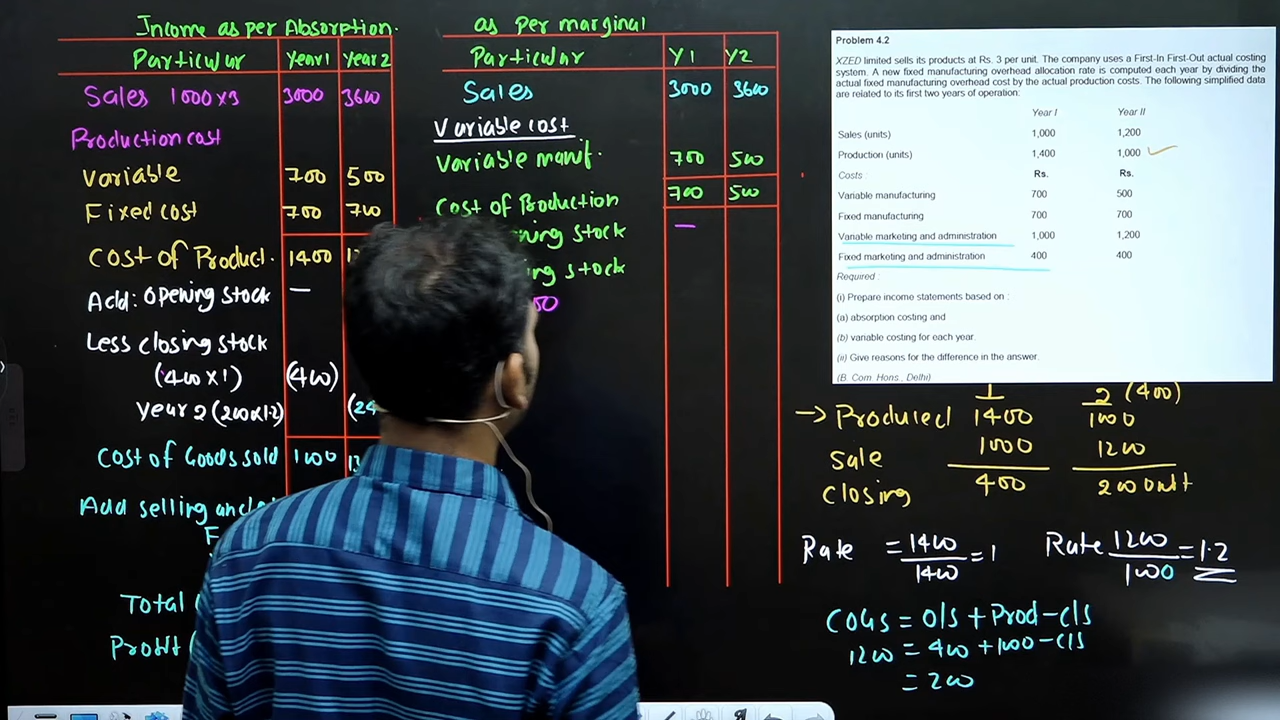 Income as per Absorption.
Particular Year1 Year2
Sales 1000x3 3000 3600
Production cost
Variable 700 500
Fixed cost 700 700
Cost of Product. 1400
Add: Opening stock —
Less closing stock
(400x1) (400)
Year 2 (200x1.2)
Cost of Goods sold 1000
Add selling and
Total
Profit
as per marginal
Particular Y1 Y2
Sales 3000 3600
Variable cost
Variable manuf. 700 500
Cost of Production 700 500
stock —
stock
Problem 4.2
XZED limited sells its products at Rs. 3 per unit. The company uses a First-In First-Out actual costing
system. A new fixed manufacturing overhead allocation rate is computed each year by dividing the
actual fixed manufacturing overhead cost by the actual production costs. The following simplified data
are related to its first two years of operation:
Year I Year II
Sales (units) 1,000 1,200
Production (units) 1,400 1,000
Costs : Rs. Rs.
Variable manufacturing 700 500
Fixed manufacturing 700 700
Variable marketing and administration 1,000 1,200
Fixed marketing and administration 400 400
Required :
(i) Prepare income statements based on :
(a) absorption costing and
(b) variable costing for each year.
(ii) Give reasons for the difference in the answer.
(B. Com. Hons., Delhi)
1 2 (400)
→ Produced 1400 1000
Sale 1000 1200
Closing 400 200 unit
Rate = 1400/1400 = 1 Rate 1200/1000 = 1.2
COGS = O/S + Prod - C/S
1200 = 400 + 1000 - C/S
= 200